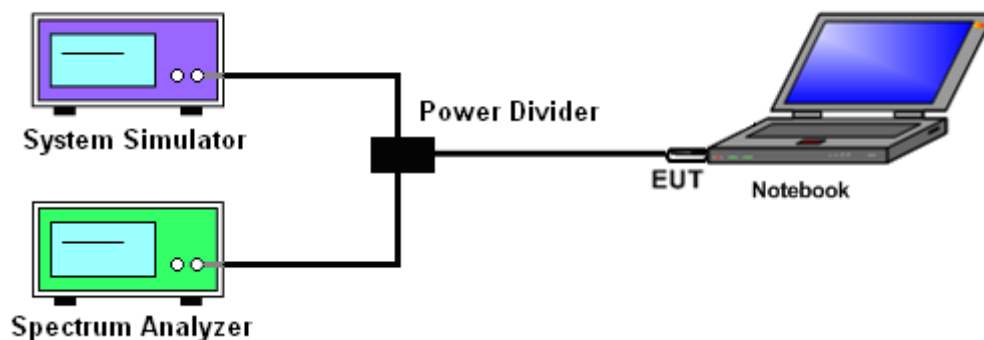 System Simulator
Power Divider
EUT
Notebook
Spectrum Analyzer